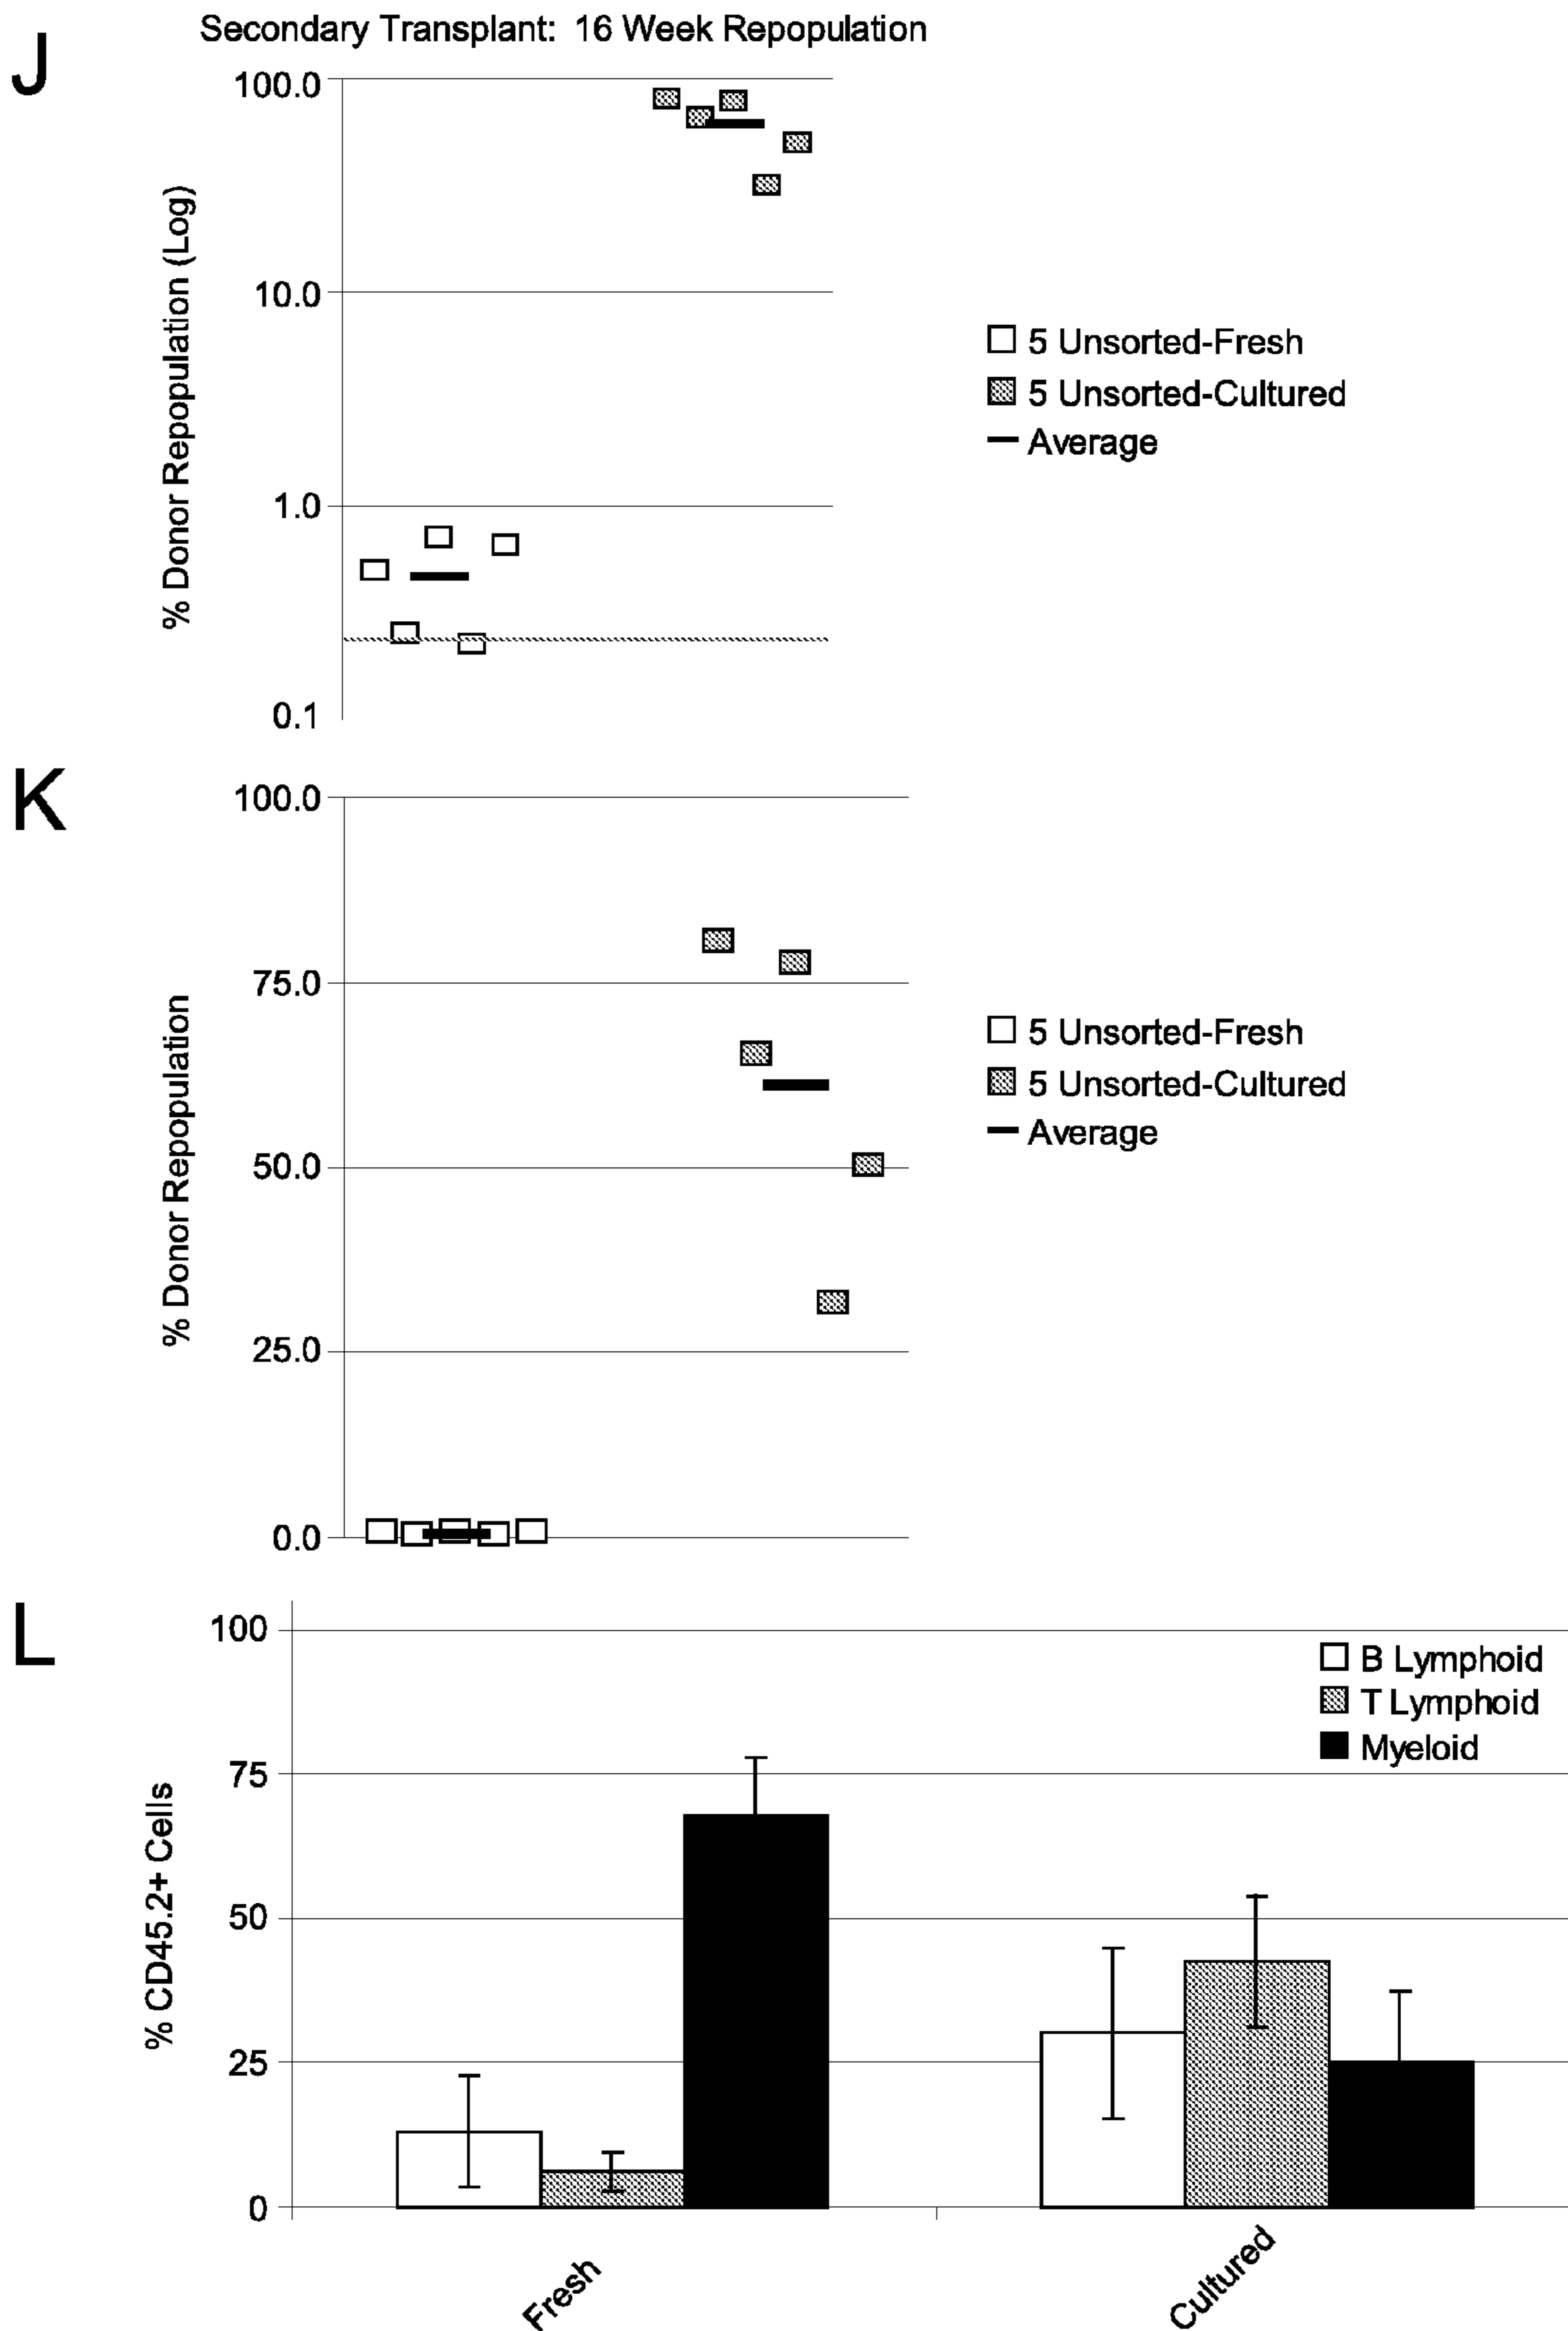 J
Secondary Transplant: 16 Week Repopulation
100.0
10.0
1.0
0.1
% Donor Repopulation (Log)
5 Unsorted-Fresh
5 Unsorted-Cultured
Average
K
100.0
75.0
50.0
25.0
0.0
% Donor Repopulation
5 Unsorted-Fresh
5 Unsorted-Cultured
Average
L
100
75
50
25
0
% CD45.2+ Cells
B Lymphoid
T Lymphoid
Myeloid
Fresh
Cultured